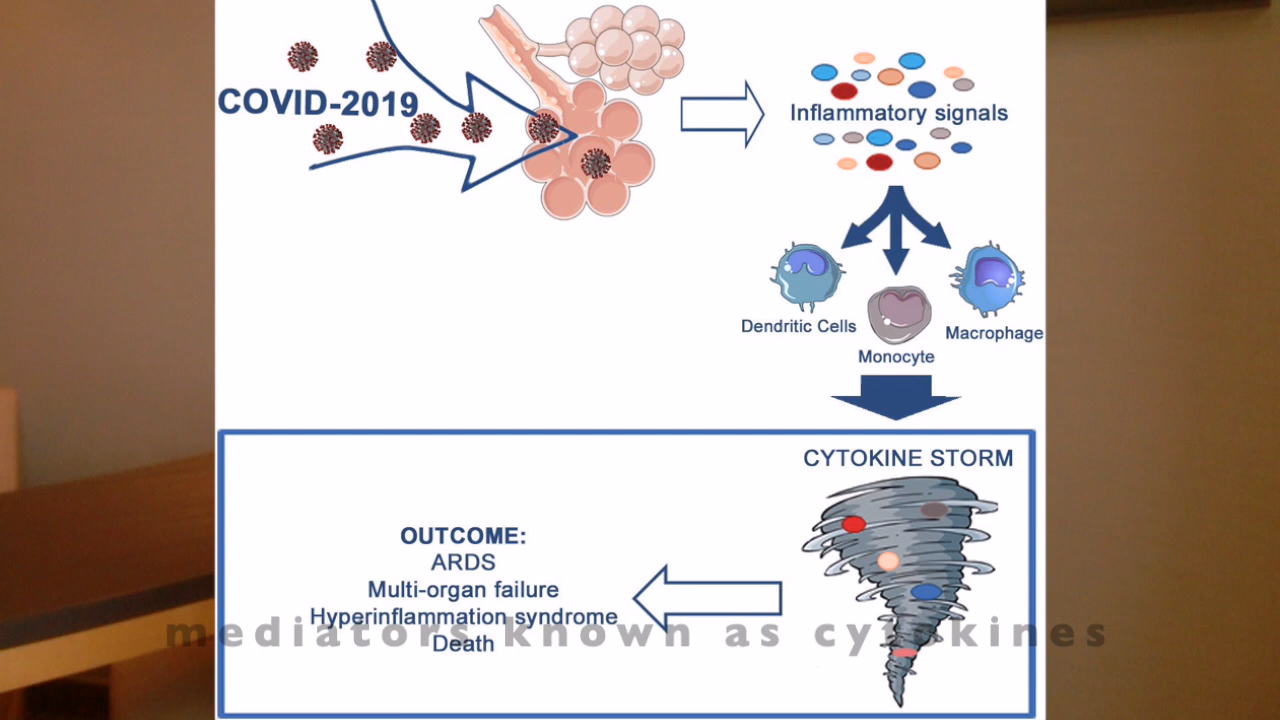 COVID-2019
Inflammatory signals
Dendritic Cells
Monocyte
Macrophage
CYTOKINE STORM
OUTCOME:
ARDS
Multi-organ failure
Hyperinflammation syndrome
Death
mediators known as cytokines